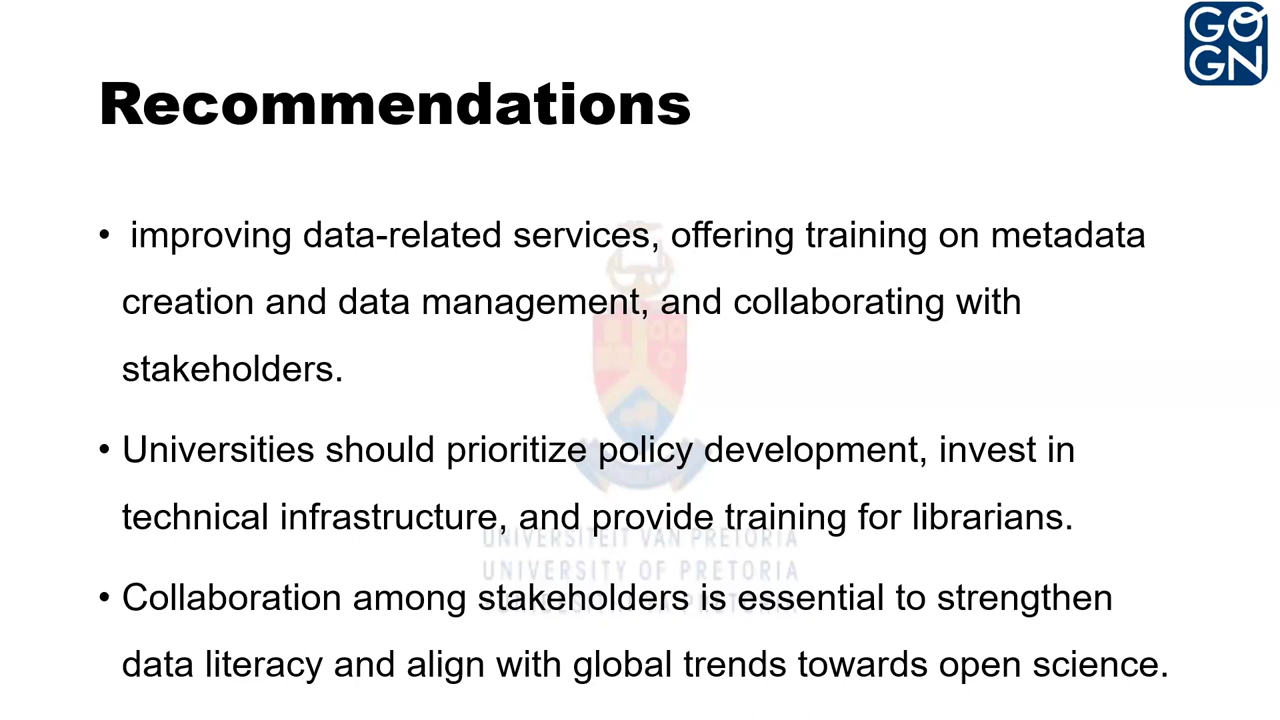 GO
GN
Recommendations
• improving data-related services, offering training on metadata
creation and data management, and collaborating with
stakeholders.
• Universities should prioritize policy development, invest in
technical infrastructure, and provide training for librarians.
UNIVERSITEIT VAN PRETORIA
UNIVERSITY OF PRETORIA
• Collaboration among stakeholders is essential to strengthen
data literacy and align with global trends towards open science.